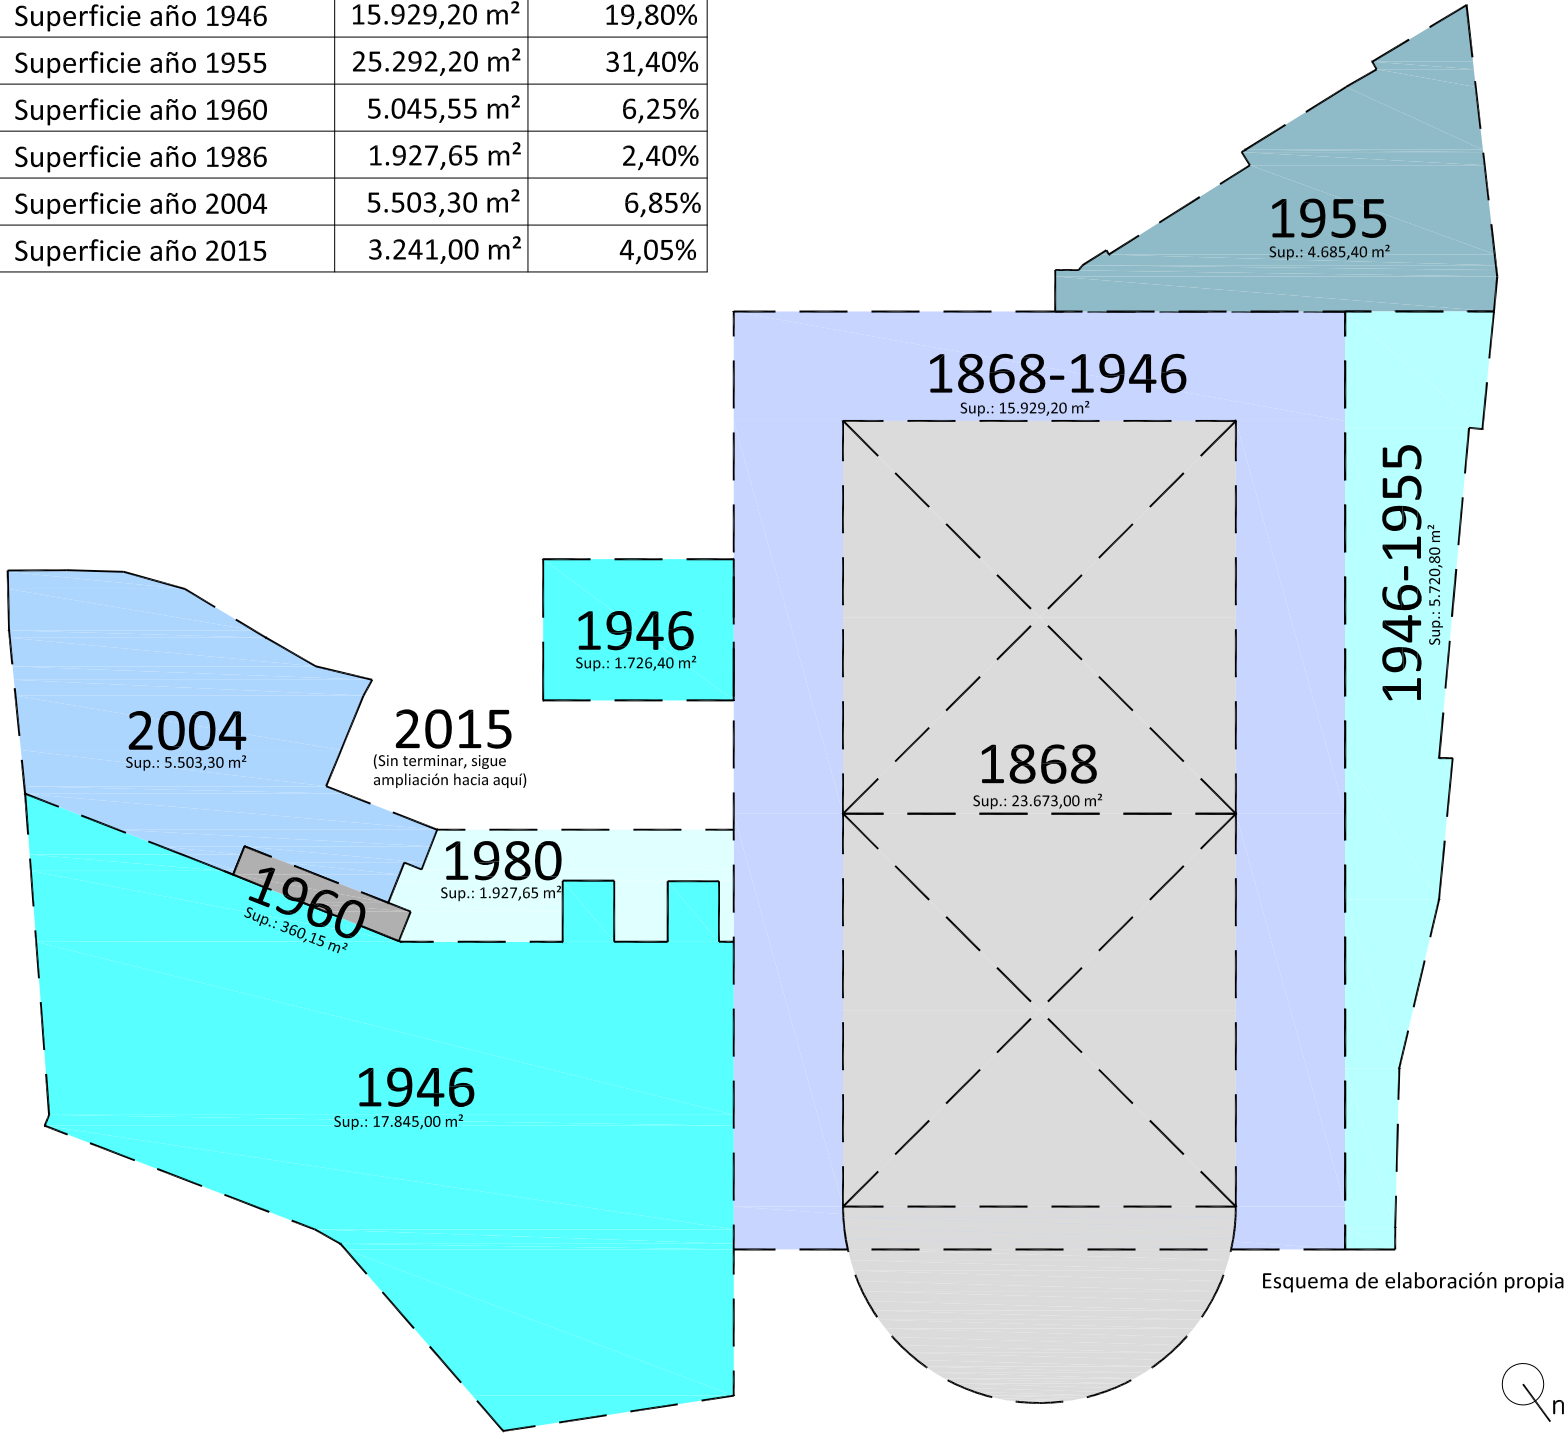 Superficie año 1946 15.929,20 m² 19,80%
Superficie año 1955 25.292,20 m² 31,40%
Superficie año 1960 5.045,55 m² 6,25%
Superficie año 1986 1.927,65 m² 2,40%
Superficie año 2004 5.503,30 m² 6,85%
Superficie año 2015 3.241,00 m² 4,05%
1955
Sup.: 4.685,40 m²
1868-1946
Sup.: 15.929,20 m²
1946-1955
Sup.: 5.720,80 m²
1946
Sup.: 1.726,40 m²
2004
Sup.: 5.503,30 m²
2015
(Sin terminar, sigue
ampliación hacia aquí)
1868
Sup.: 23.673,00 m²
1980
Sup.: 1.927,65 m²
1960
Sup.: 360,15 m²
1946
Sup.: 17.845,00 m²
Esquema de elaboración propia
n